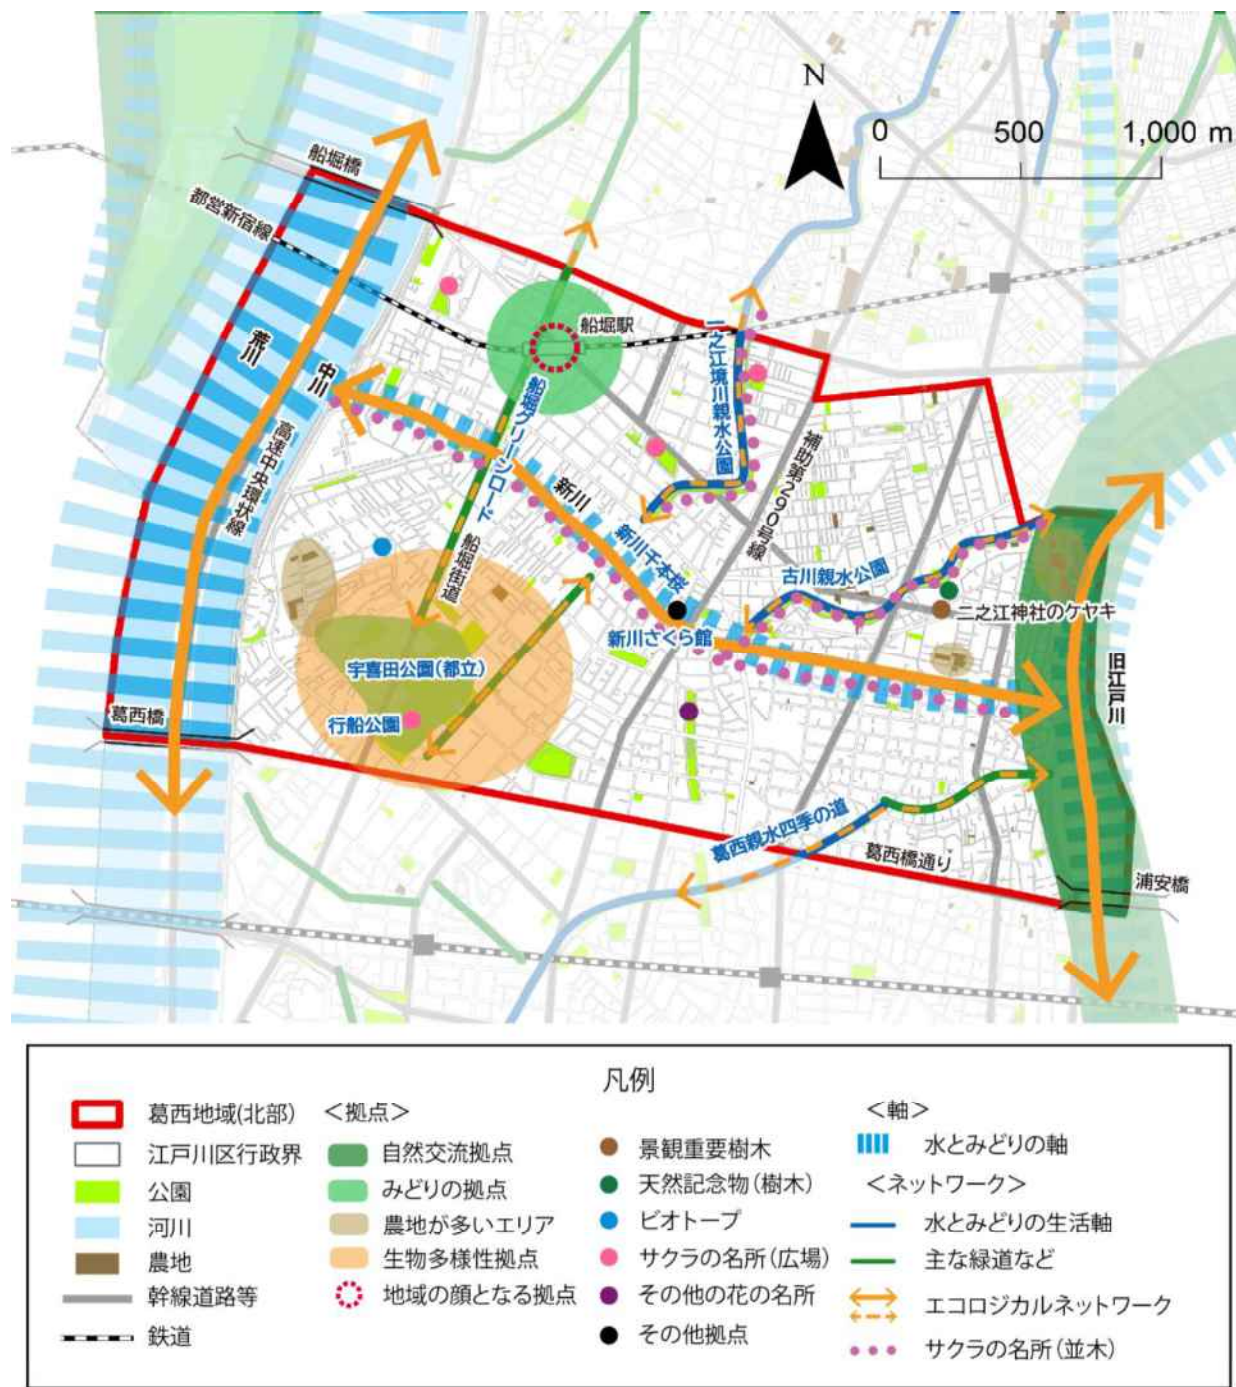 N
0 500 1,000 m
船堀橋
都営新宿線
船堀駅
荒川
中川
高速中央環状線
船堀グリーンロード
船堀街道
一之江境川親水公園
新川
新川千本桜
補助第290号線
古川親水公園
二之江神社のケヤキ
新川さくら館
宇喜田公園(都立)
行船公園
旧江戸川
葛西橋
葛西親水四季の道
葛西橋通り
浦安橋
凡例
葛西地域(北部)
江戸川区行政界
公園
河川
農地
幹線道路等
鉄道
<拠点>
自然交流拠点
みどりの拠点
農地が多いエリア
生物多様性拠点
地域の顔となる拠点
景観重要樹木
天然記念物(樹木)
ビオトープ
サクラの名所(広場)
その他の花の名所
その他拠点
<軸>
水とみどりの軸
<ネットワーク>
水とみどりの生活軸
主な緑道など
エコロジカルネットワーク
サクラの名所(並木)